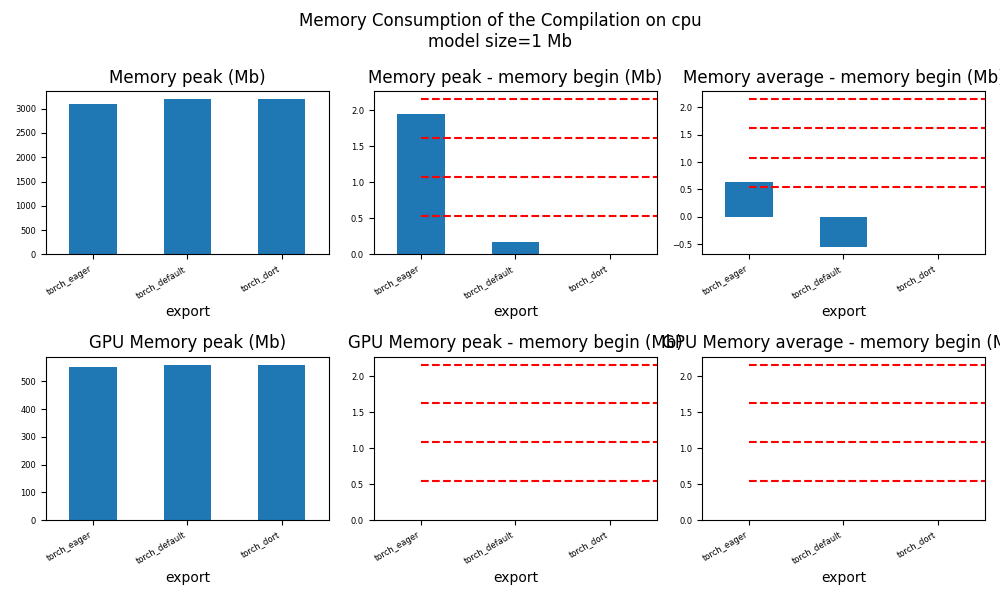 Memory Consumption of the Compilation on cpu
model size=1 Mb
Memory peak (Mb)
Memory peak - memory begin (Mb)
Memory average - memory begin (Mb)
3000
2500
2000
1500
1000
500
0
torch_eager
torch_default
torch_dort
export
2.0
1.5
1.0
0.5
0.0
torch_eager
torch_default
torch_dort
export
2.0
1.5
1.0
0.5
0.0
−0.5
torch_eager
torch_default
torch_dort
export
GPU Memory peak (Mb)
GPU Memory peak - memory begin (Mb)
GPU Memory average - memory begin (M
500
400
300
200
100
0
torch_eager
torch_default
torch_dort
export
2.0
1.5
1.0
0.5
0.0
torch_eager
torch_default
torch_dort
export
2.0
1.5
1.0
0.5
0.0
torch_eager
torch_default
torch_dort
export